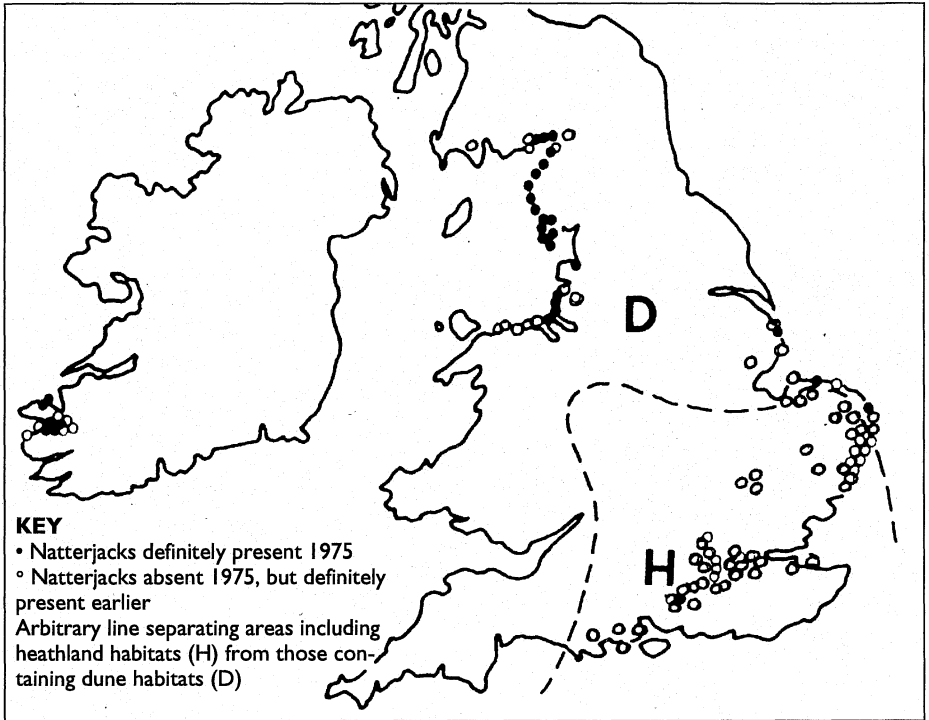 D
H
KEY
• Natterjacks definitely present 1975
° Natterjacks absent 1975, but definitely
present earlier
Arbitrary line separating areas including
heathland habitats (H) from those con-
taining dune habitats (D)